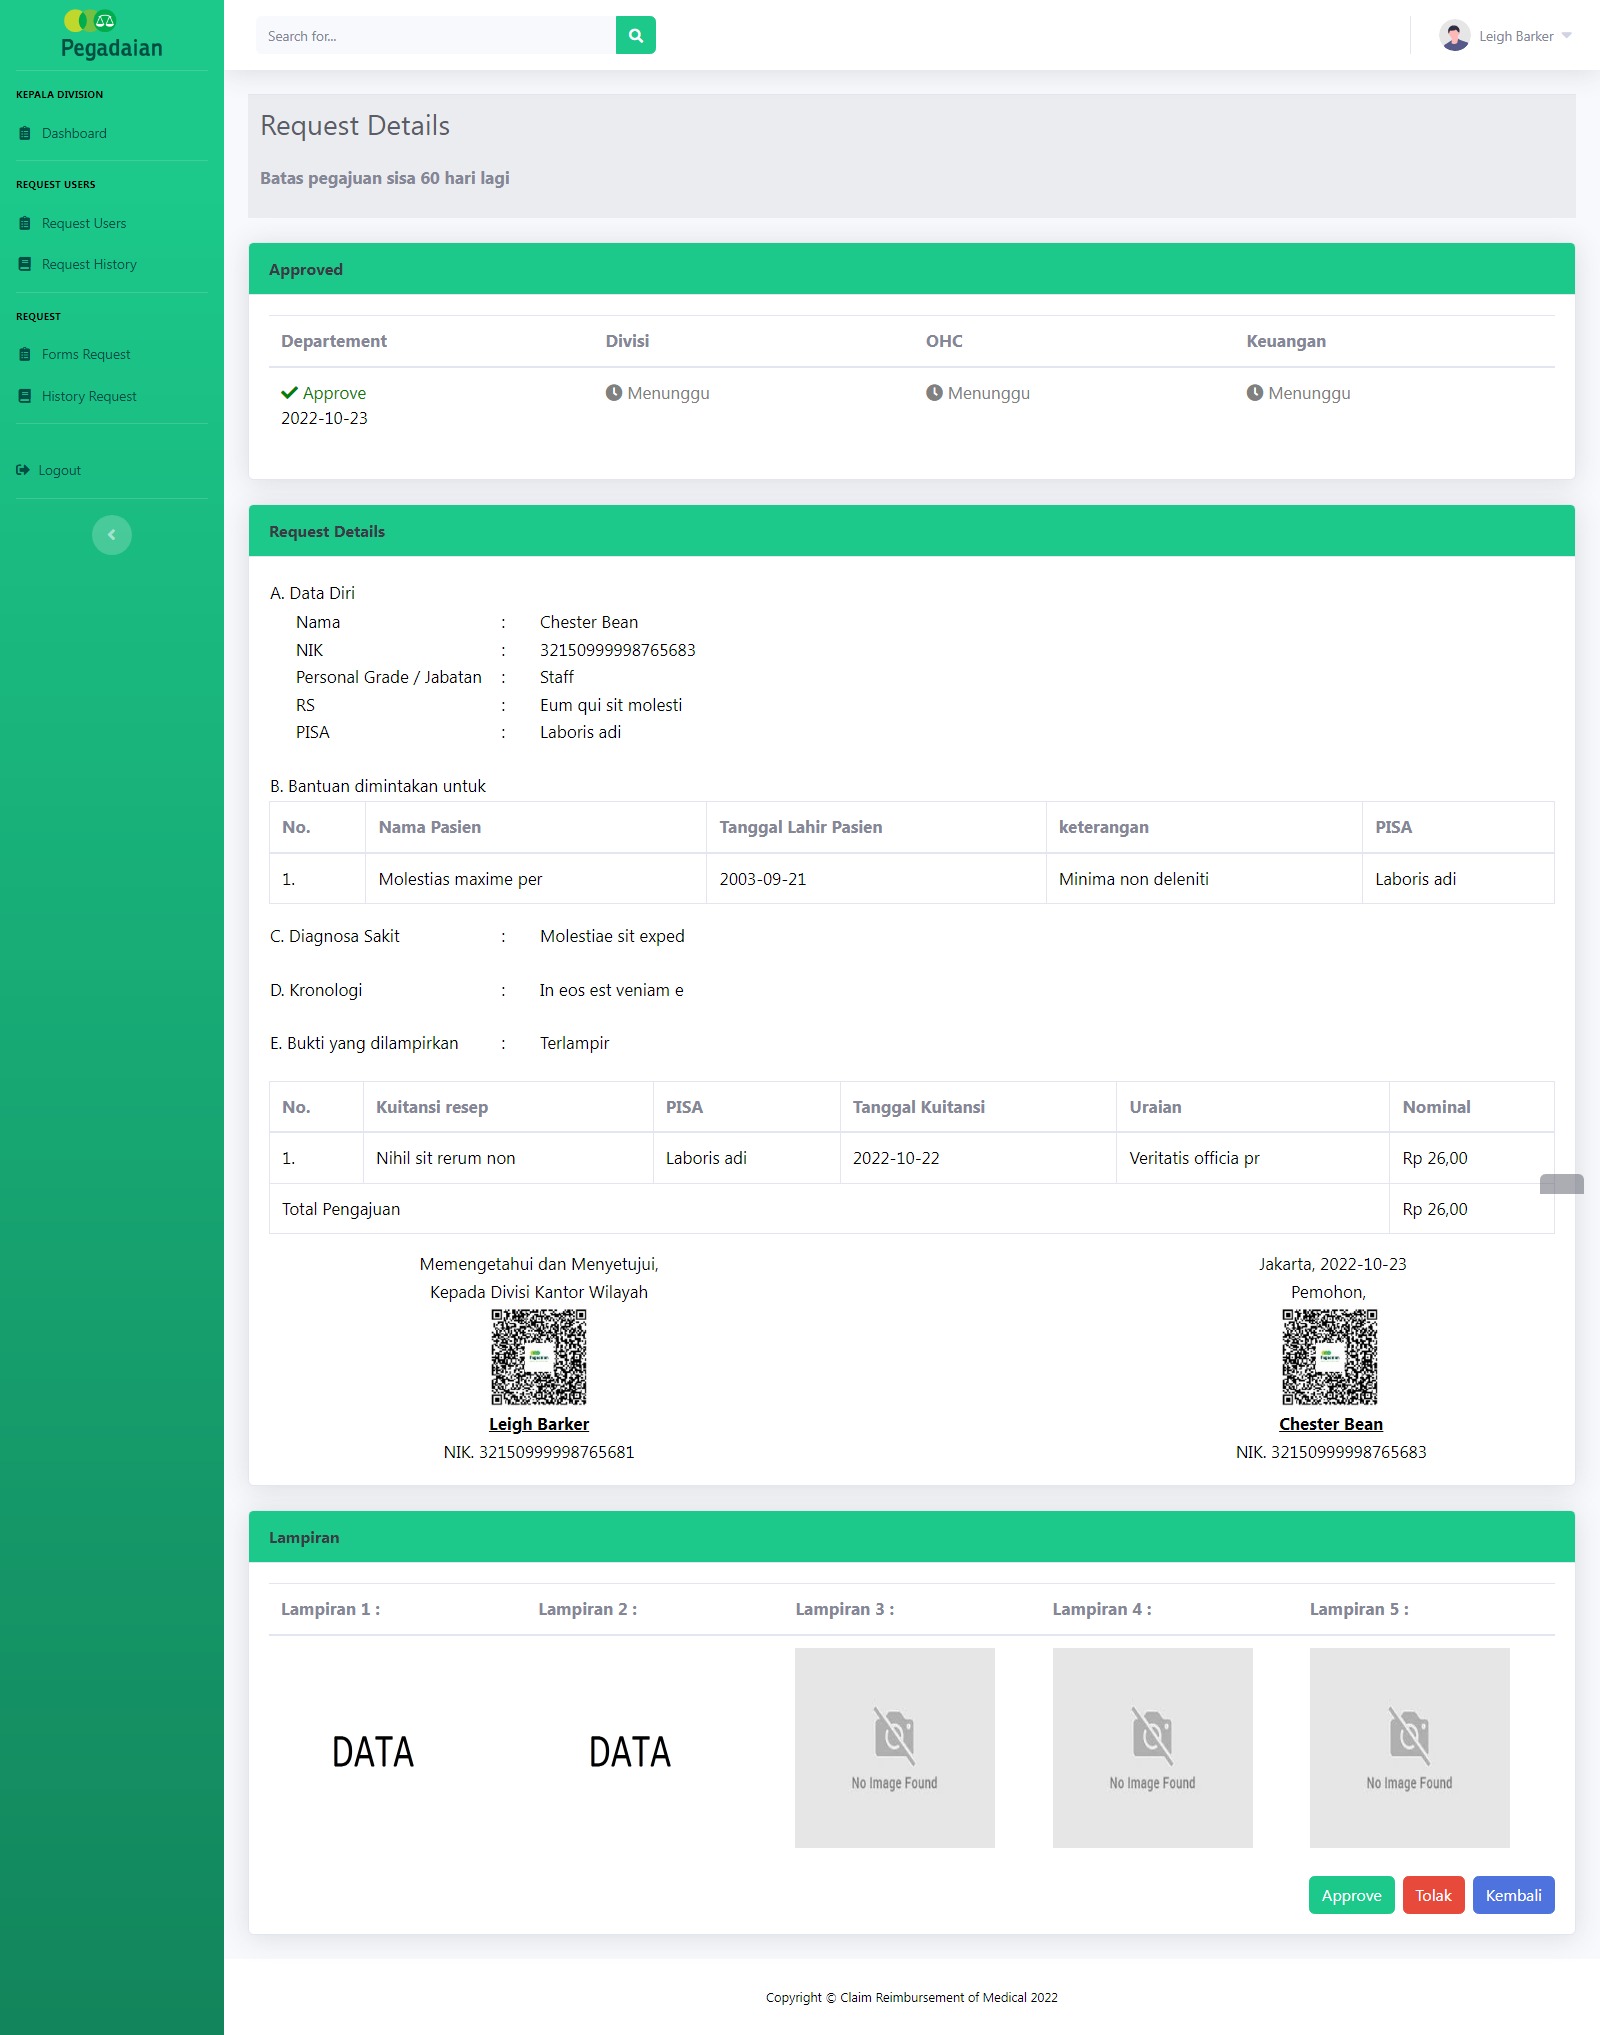 Pegadaian
Search for...
Leigh Barker
KEPALA DIVISION
Dashboard
REQUEST USERS
Request Users
Request History
REQUEST
Forms Request
History Request
Logout
Request Details
Batas pegajuan sisa 60 hari lagi
Approved
Departement Divisi OHC Keuangan
Approve Menunggu Menunggu Menunggu
2022-10-23
Request Details
A. Data Diri
Nama : Chester Bean
NIK : 32150999998765683
Personal Grade / Jabatan : Staff
RS : Eum qui sit molesti
PISA : Laboris adi
B. Bantuan dimintakan untuk
No. Nama Pasien Tanggal Lahir Pasien keterangan PISA
1. Molestias maxime per 2003-09-21 Minima non deleniti Laboris adi
C. Diagnosa Sakit : Molestiae sit exped
D. Kronologi : In eos est veniam e
E. Bukti yang dilampirkan : Terlampir
No. Kuitansi resep PISA Tanggal Kuitansi Uraian Nominal
1. Nihil sit rerum non Laboris adi 2022-10-22 Veritatis officia pr Rp 26,00
Total Pengajuan Rp 26,00
Memengetahui dan Menyetujui,
Kepada Divisi Kantor Wilayah
Leigh Barker
NIK. 32150999998765681
Jakarta, 2022-10-23
Pemohon,
Chester Bean
NIK. 32150999998765683
Lampiran
Lampiran 1 : Lampiran 2 : Lampiran 3 : Lampiran 4 : Lampiran 5 :
DATA DATA No Image Found No Image Found No Image Found
Approve Tolak Kembali
Copyright © Claim Reimbursement of Medical 2022